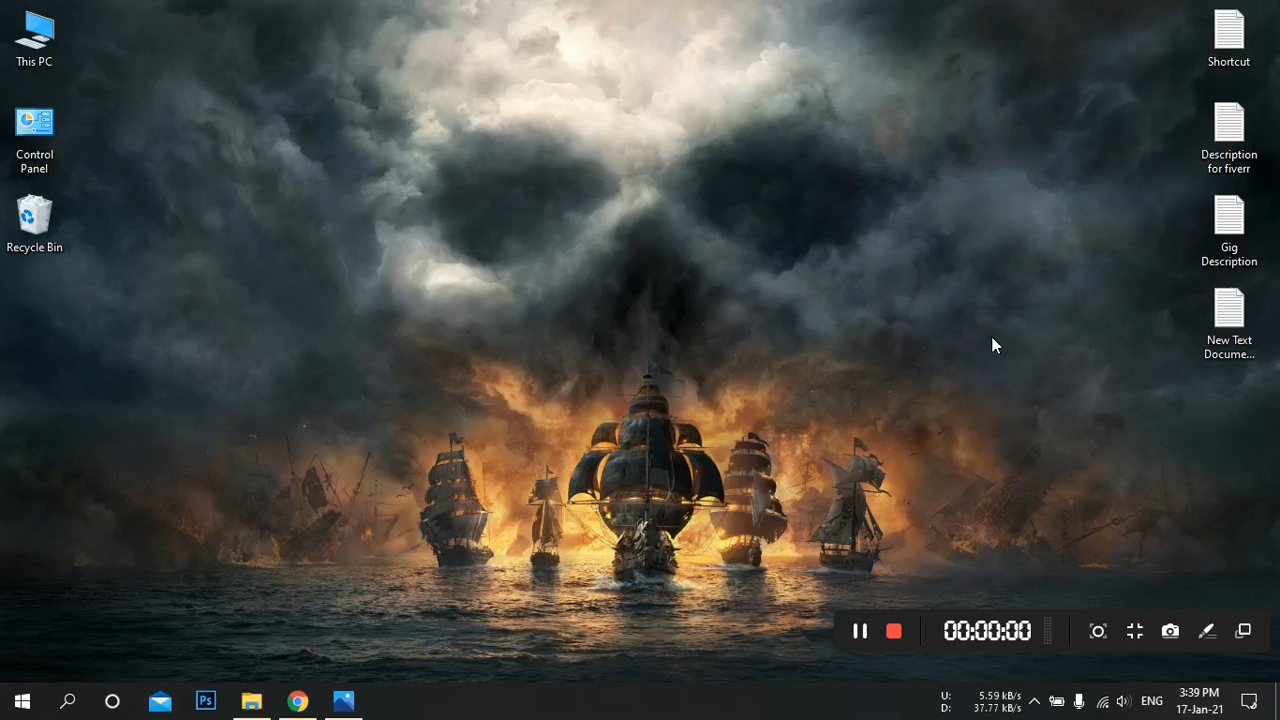 This PC
Control
Panel
Recycle Bin
Shortcut
Description
for fiverr
Gig
Description
New Text
Docume...
00:00:00
Ps
U: 5.59 kB/s
D: 37.77 kB/s
ENG
3:39 PM
17-Jan-21